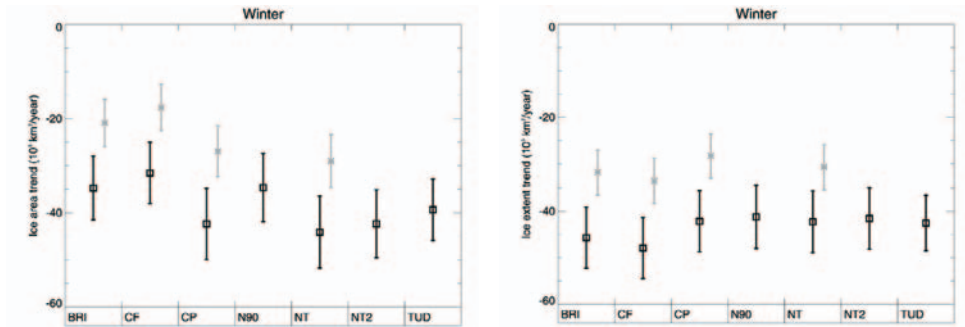 Winter
Ice area trend (10³ km²/year)
0
-20
-40
-60
BRI CF CP N90 NT NT2 TUD
Winter
Ice extent trend (10³ km²/year)
0
-20
-40
-60
BRI CF CP N90 NT NT2 TUD